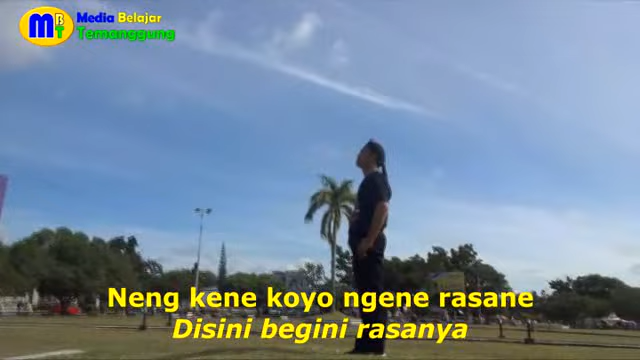 MBT Media Belajar
Temanggung
Neng kene koyo ngene rasane
Disini begini rasanya